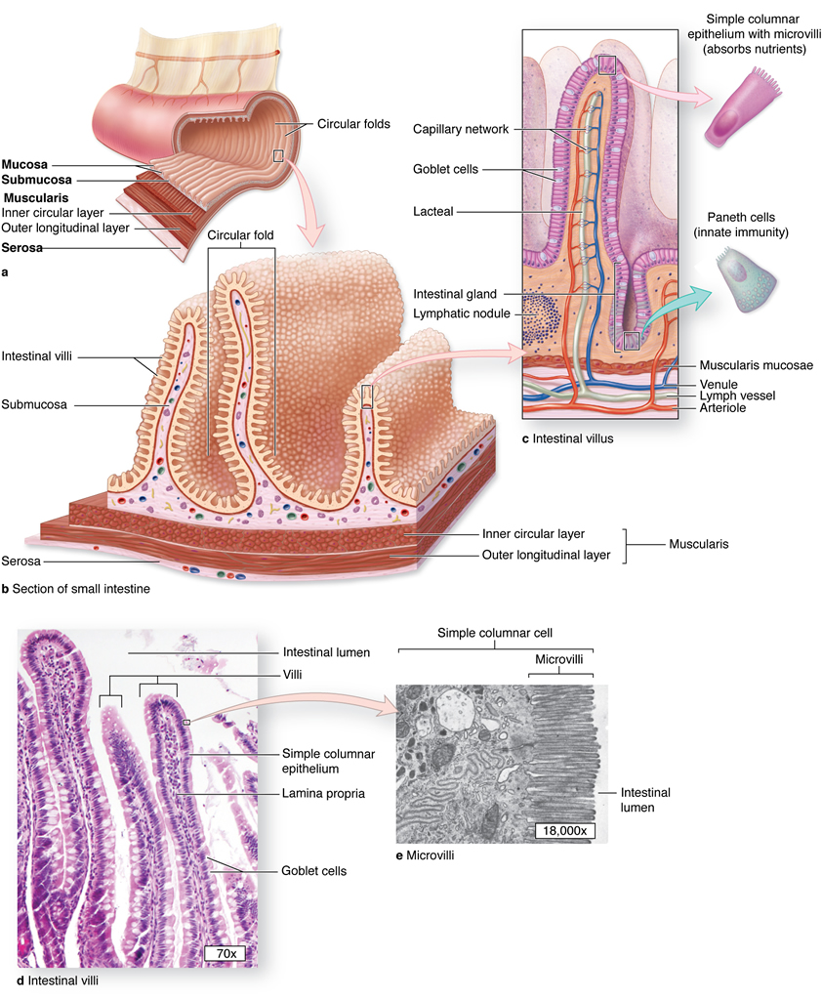 Circular folds
Mucosa
Submucosa
Muscularis
Inner circular layer
Outer longitudinal layer
Serosa
a
Circular fold
Intestinal villi
Submucosa
Serosa
Inner circular layer
Outer longitudinal layer
Muscularis
b Section of small intestine
Simple columnar
epithelium with microvilli
(absorbs nutrients)
Capillary network
Goblet cells
Lacteal
Paneth cells
(innate immunity)
Intestinal gland
Lymphatic nodule
Muscularis mucosae
Venule
Lymph vessel
Arteriole
c Intestinal villus
Intestinal lumen
Villi
Simple columnar
epithelium
Lamina propria
Goblet cells
70x
d Intestinal villi
Simple columnar cell
Microvilli
Intestinal
lumen
18,000x
e Microvilli